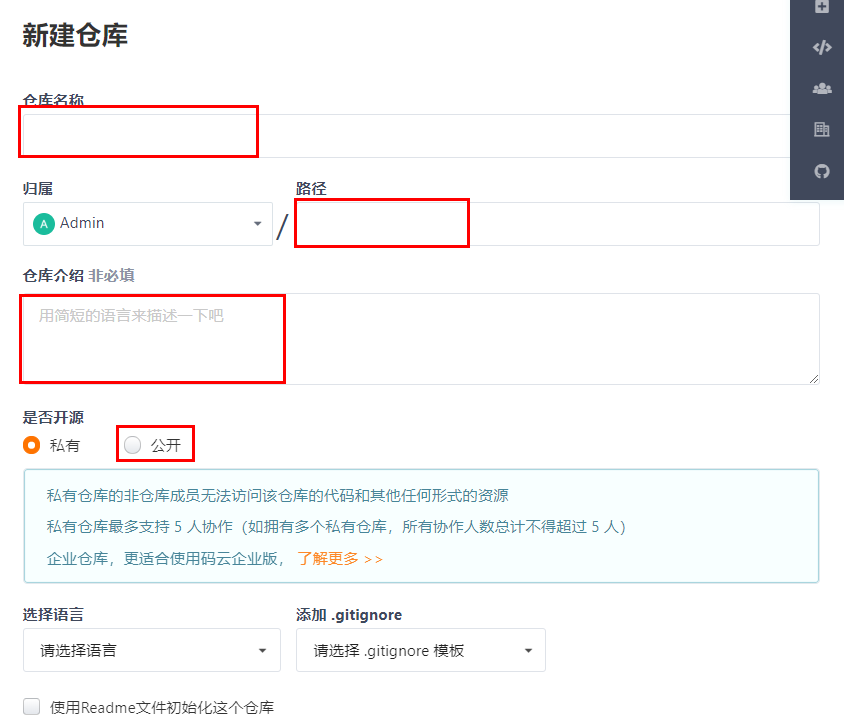 新建仓库
仓库名称
归属
路径
A Admin
/
仓库介绍 非必填
用简短的语言来描述一下吧
是否开源
私有
公开
私有仓库的非仓库成员无法访问该仓库的代码和其他任何形式的资源
私有仓库最多支持 5 人协作（如拥有多个私有仓库，所有协作人数总计不得超过 5 人）
企业仓库，更适合使用码云企业版， 了解更多 >>
选择语言
添加 .gitignore
请选择语言
请选择 .gitignore 模板
使用Readme文件初始化这个仓库